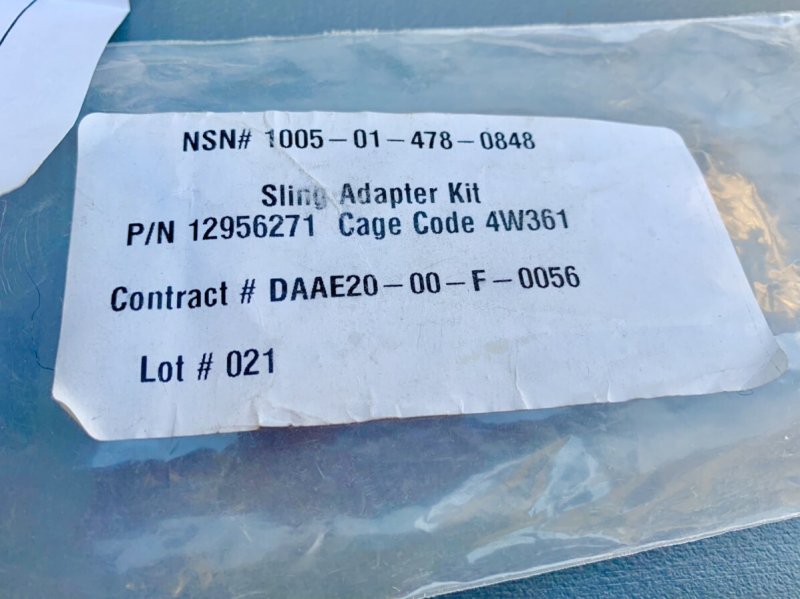 NSN# 1005-01-478-0848
Sling Adapter Kit
P/N 12956271 Cage Code 4W361
Contract # DAAE20-00-F-0056
Lot # 021